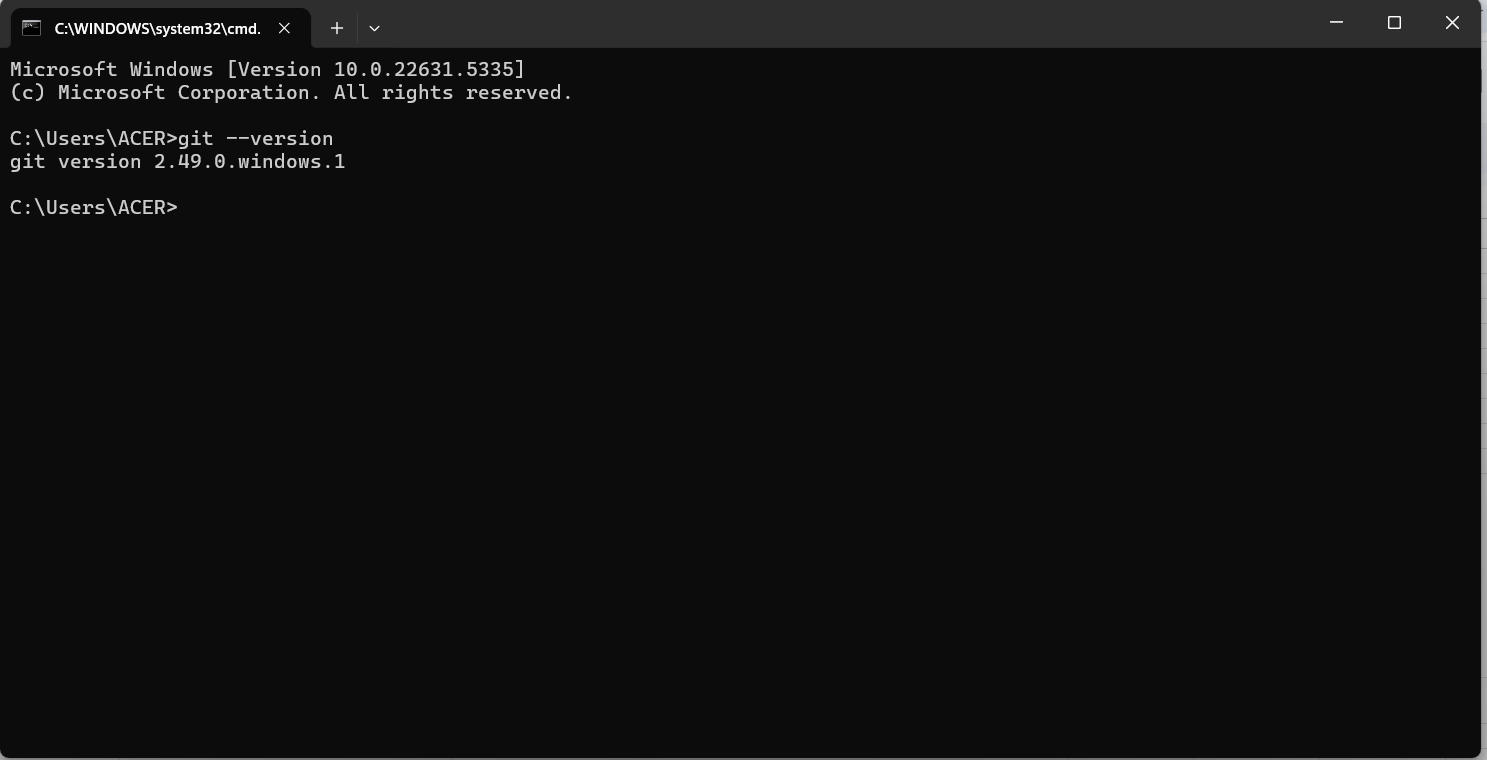 C:\WINDOWS\system32\cmd.
Microsoft Windows [Version 10.0.22631.5335]
(c) Microsoft Corporation. All rights reserved.
C:\Users\ACER>git --version
git version 2.49.0.windows.1
C:\Users\ACER>